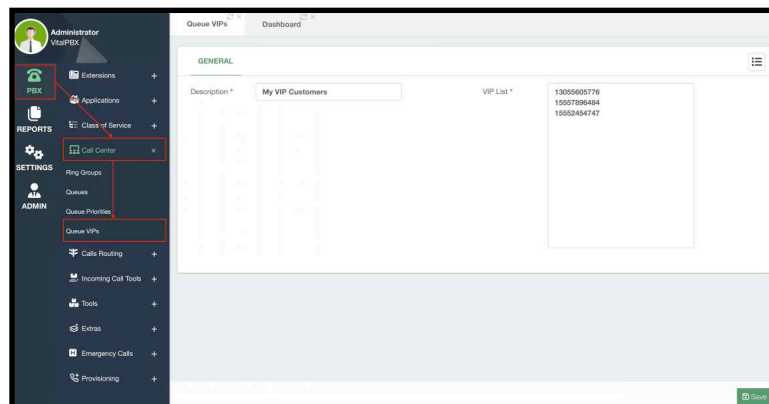 Administrator
VitalPBX
PBX
REPORTS
SETTINGS
ADMIN
Extensions +
Applications +
Class of Service +
Call Center ×
Ring Groups
Queues
Queue Priorities
Queue VIPs
Calls Routing +
Incoming Call Tools +
Tools +
Extras +
Emergency Calls +
Provisioning +
Queue VIPs ×
Dashboard ×
GENERAL
Description * My VIP Customers
VIP List *
13055605776
15557896484
15552454747
Save